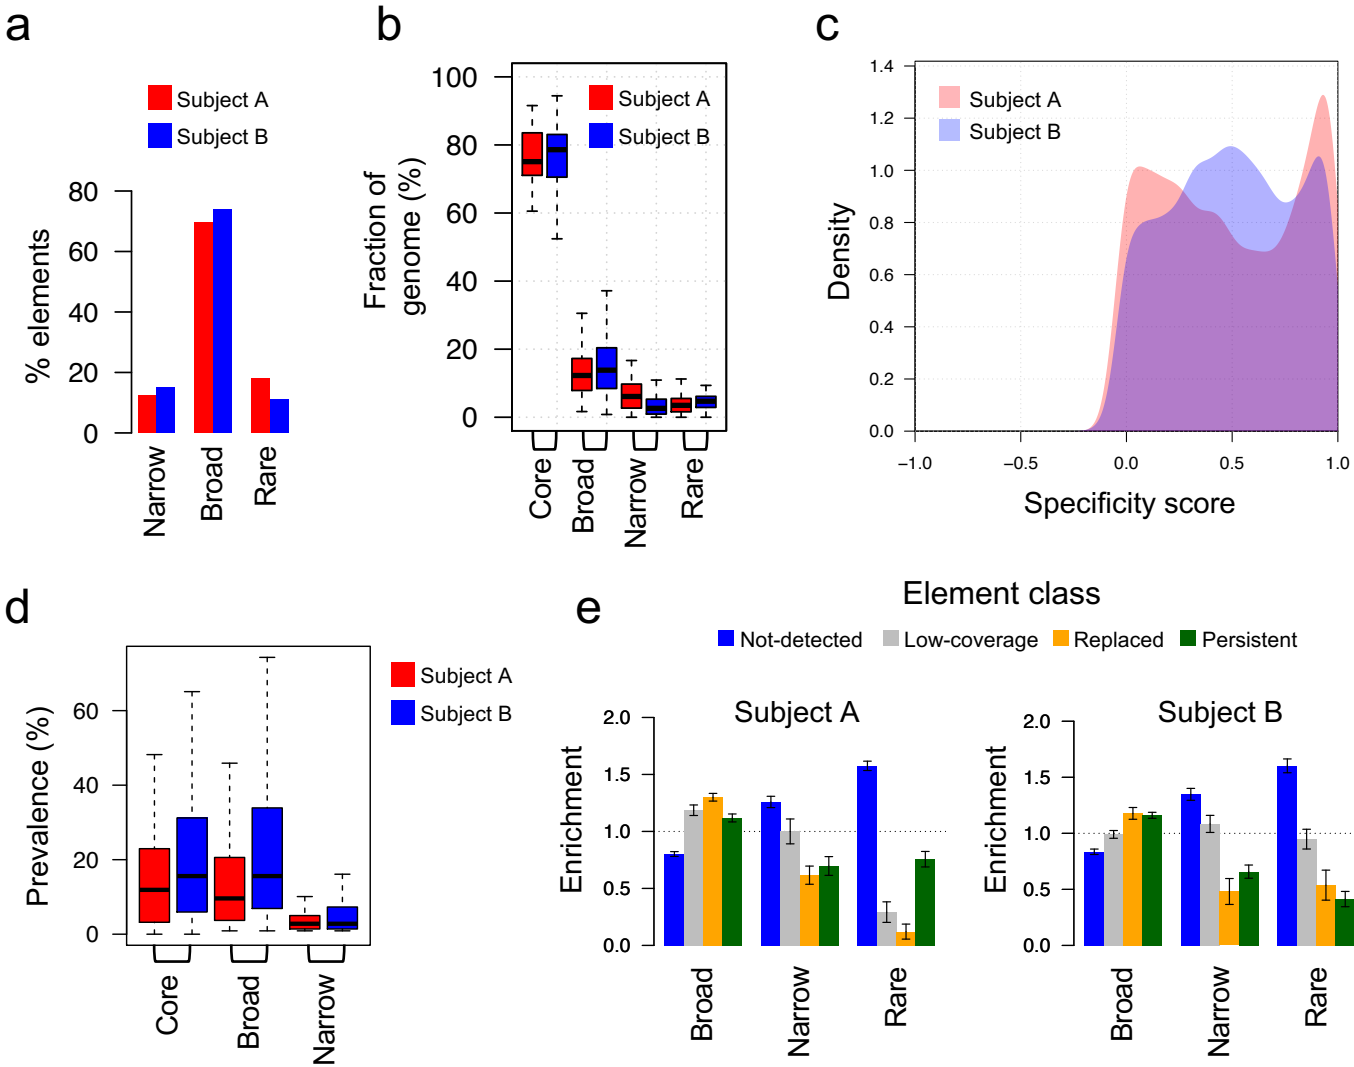 a
Subject A
Subject B
80
60
40
20
0
% elements
Narrow
Broad
Rare
b
100
80
60
40
20
0
Fraction of
genome (%)
Subject A
Subject B
Core
Broad
Narrow
Rare
c
1.4
1.2
1.0
0.8
0.6
0.4
0.2
0.0
Density
Subject A
Subject B
−1.0
−0.5
0.0
0.5
1.0
Specificity score
d
60
40
20
0
Prevalence (%)
Subject A
Subject B
Core
Broad
Narrow
e
Element class
Not-detected
Low-coverage
Replaced
Persistent
Subject A
2.0
1.5
1.0
0.5
0.0
Enrichment
Broad
Narrow
Rare
Subject B
2.0
1.5
1.0
0.5
0.0
Enrichment
Broad
Narrow
Rare